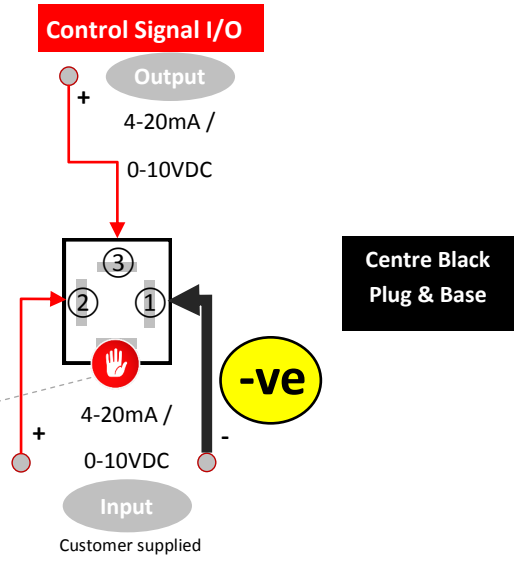 Control Signal I/O
Output
+
4-20mA /
0-10VDC
Centre Black
Plug & Base
3
2
1
-ve
4-20mA /
+
-
0-10VDC
Input
Customer supplied